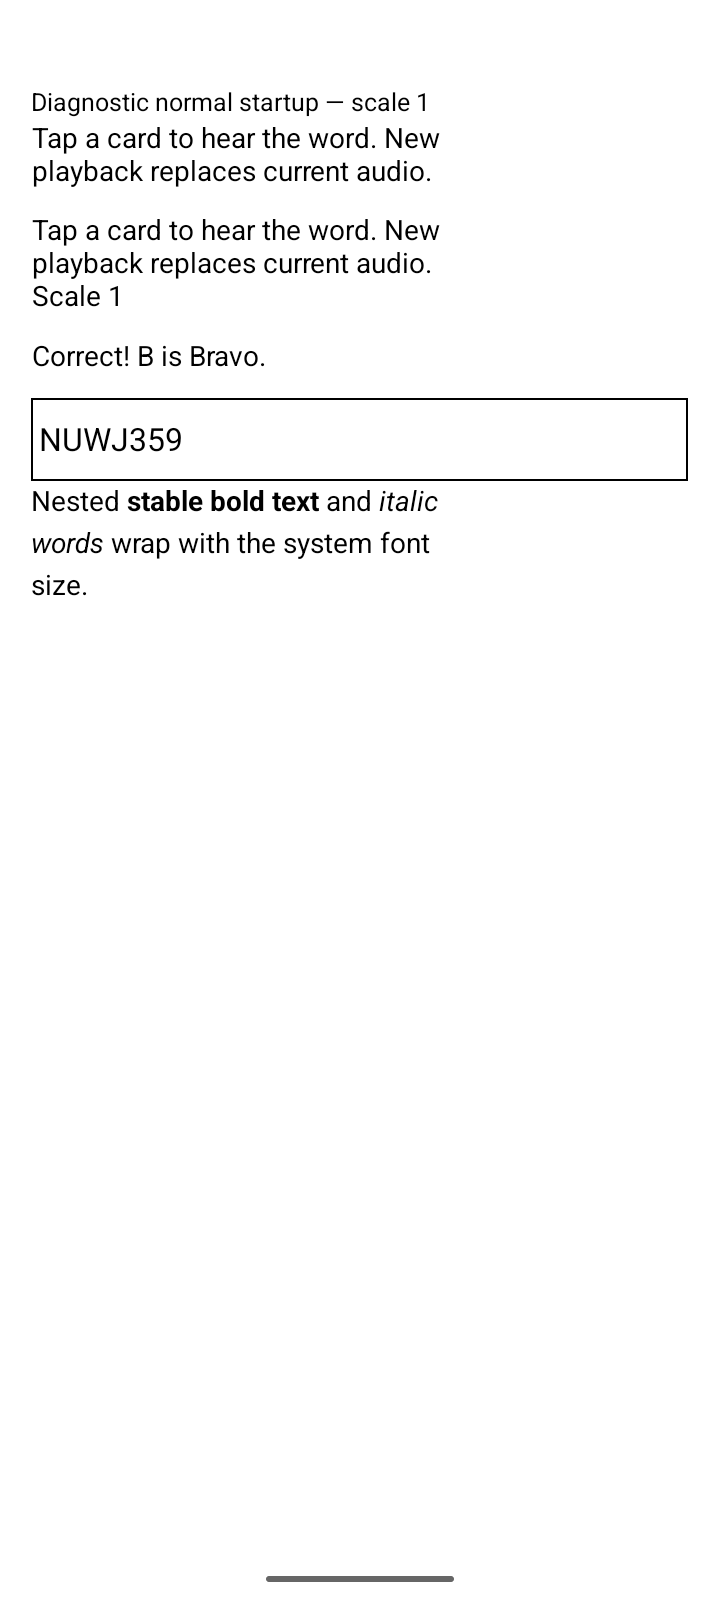 Diagnostic normal startup — scale 1
Tap a card to hear the word. New
playback replaces current audio.
Tap a card to hear the word. New
playback replaces current audio.
Scale 1
Correct! B is Bravo.
NUWJ359
Nested stable bold text and italic
words wrap with the system font
size.